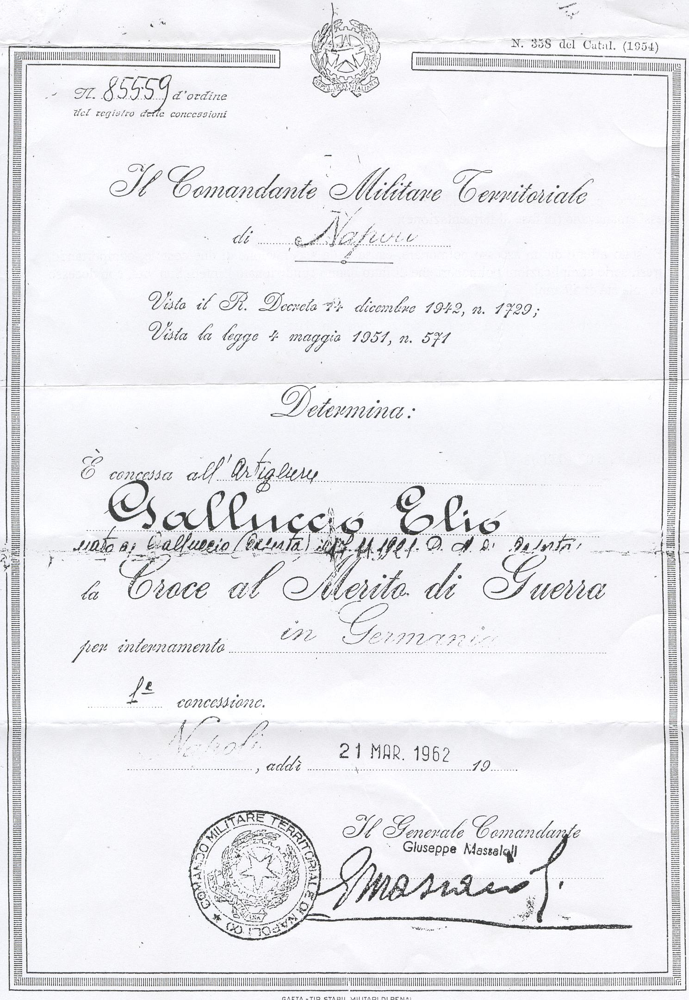 N. 358 del Catal. (1954)
REPUBBLICA ITALIANA
N. 85559 d'ordine
del registro delle concessioni
Il Comandante Militare Territoriale
di Napoli
Visto il R. Decreto 14 dicembre 1942, n. 1729;
Vista la legge 4 maggio 1951, n. 571
Determina:
È concessa all' Artigliere
Galluccio Elio
nato a Galluccio (Caserta) il 17.11.1921. D. M. di Caserta
la Croce al Merito di Guerra
per internamento in Germania
1ª concessione.
Napoli, addì 21 MAR. 1962 19
Il Generale Comandante
Giuseppe
COMANDO MILITARE TERRITORIALE DI NAPOLI
GAETA - TIP. STABIL. MILITARI DI PENA